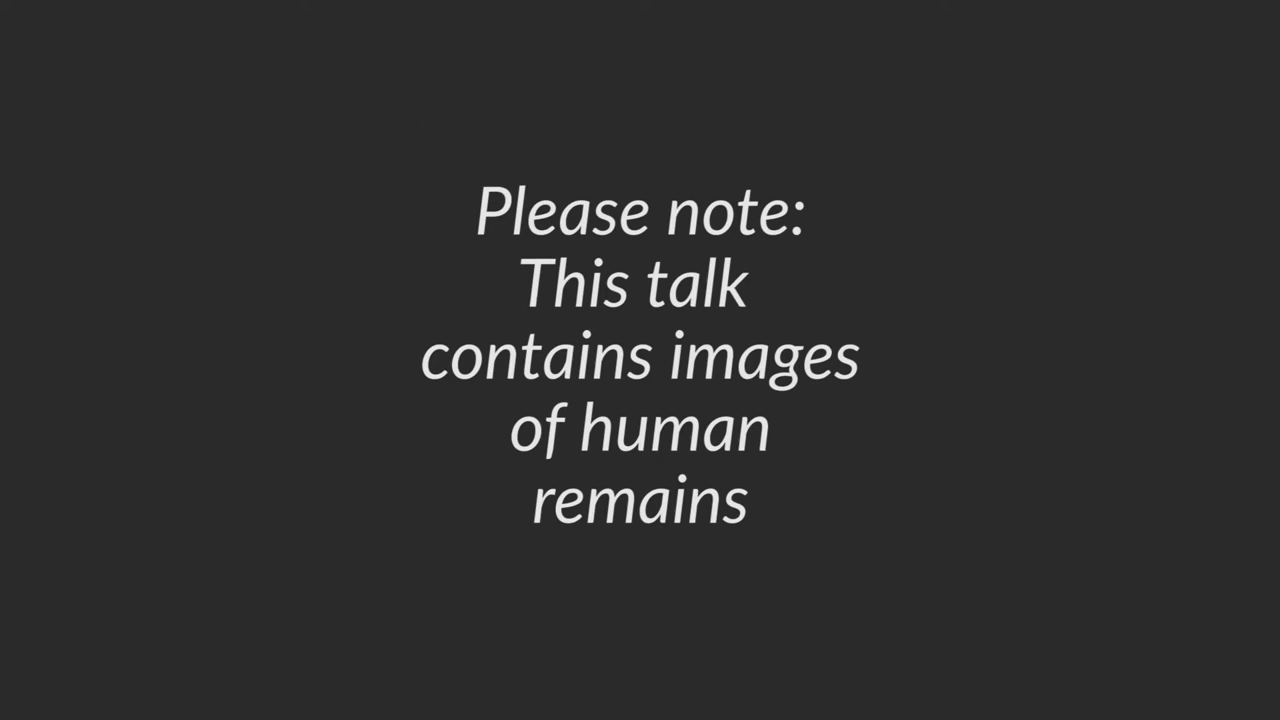 Please note:
This talk
contains images
of human
remains